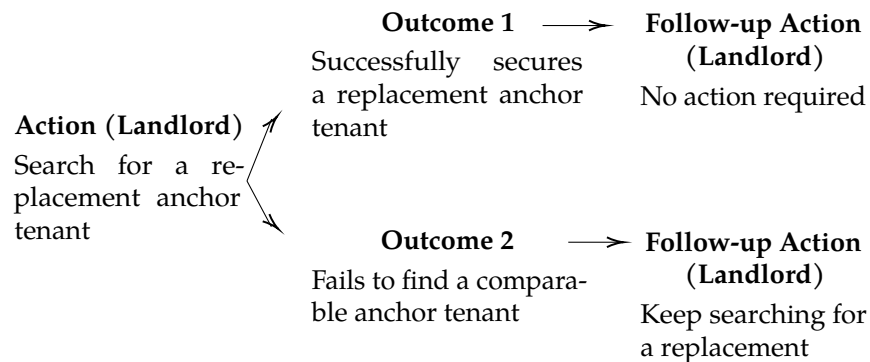 Action (Landlord)
Search for a re-
placement anchor
tenant
Outcome 1
Successfully secures
a replacement anchor
tenant
Follow-up Action
(Landlord)
No action required
Outcome 2
Fails to find a compara-
ble anchor tenant
Follow-up Action
(Landlord)
Keep searching for
a replacement